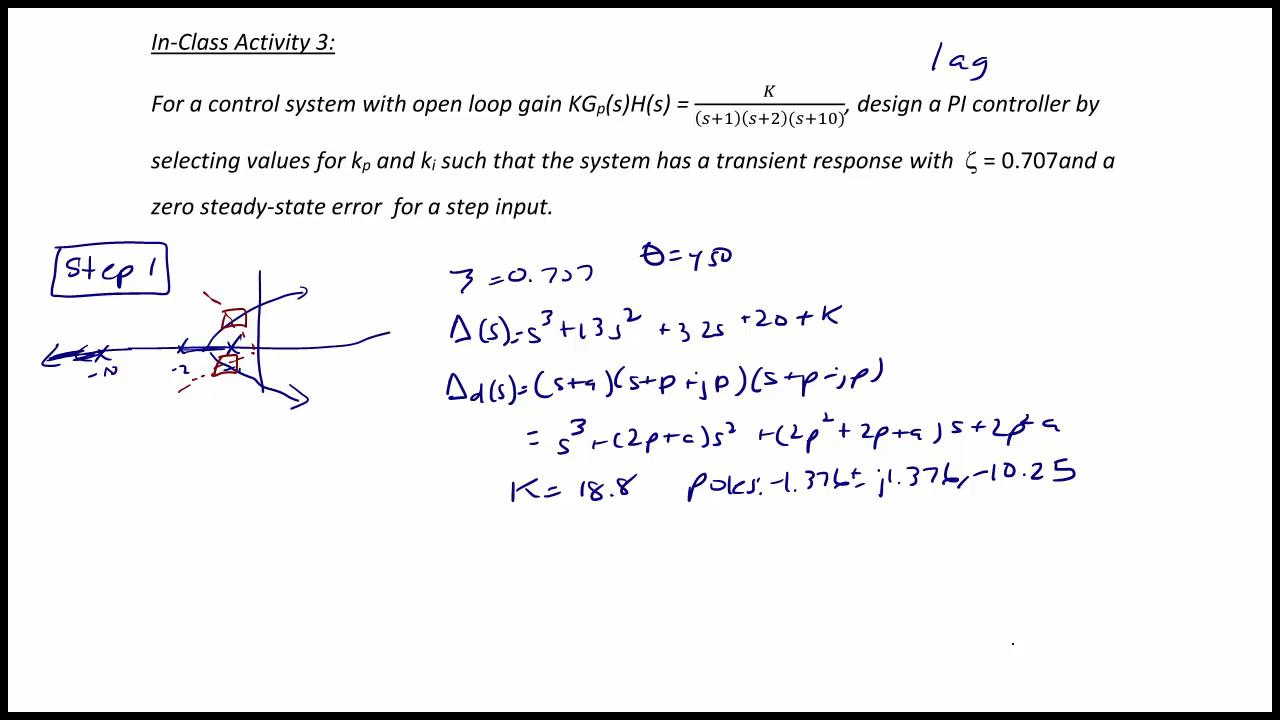 In-Class Activity 3:
lag
For a control system with open loop gain KGp(s)H(s) = K/((s+1)(s+2)(s+10)), design a PI controller by
selecting values for kp and ki such that the system has a transient response with ζ = 0.707and a
zero steady-state error for a step input.
Step 1
ζ = 0.707 θ = 450
Δ(s) = s³ + 13s² + 32s + 20 + K
-10 -2
Δd(s) = (s+a)(s+p+jp)(s+p-jp)
= s³ + (2p+a)s² + (2p² + 2p+a)s + 2p²a
K = 18.8 poles: -1.376 ± j1.376, -10.25